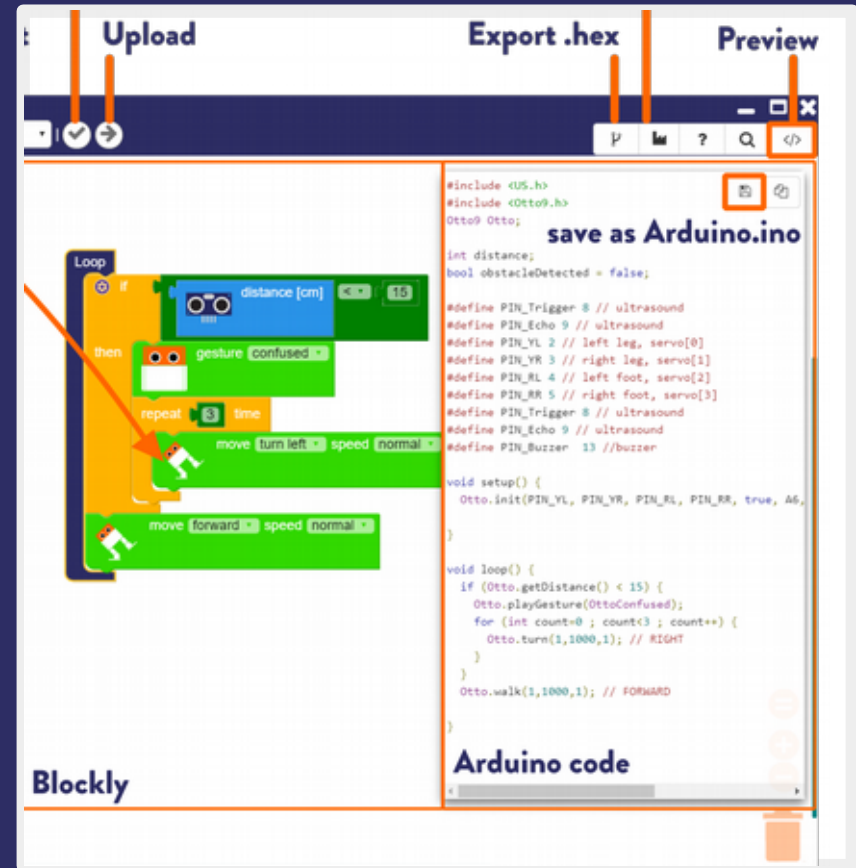 Upload
Export .hex
Preview
?
</>
#include <US.h>
#include <Otto9.h>
Otto9 Otto;
save as Arduino.ino
int distance;
bool obstacleDetected = false;
#define PIN_Trigger 8 // ultrasound
#define PIN_Echo 9 // ultrasound
#define PIN_YL 2 // left leg, servo[0]
#define PIN_YR 3 // right leg, servo[1]
#define PIN_RL 4 // left foot, servo[2]
#define PIN_RR 5 // right foot, servo[3]
#define PIN_Trigger 8 // ultrasound
#define PIN_Echo 9 // ultrasound
#define PIN_Buzzer 13 //buzzer
void setup() {
Otto.init(PIN_YL, PIN_YR, PIN_RL, PIN_RR, true, A6,
}
void loop() {
if (Otto.getDistance() < 15) {
Otto.playGesture(OttoConfused);
for (int count=0 ; count<3 ; count++) {
Otto.turn(1,1000,1); // RIGHT
}
}
Otto.walk(1,1000,1); // FORWARD
}
Arduino code
Loop
if distance [cm] < 15
then gesture confused
repeat 3 time
move turn left speed normal
move forward speed normal
Blockly